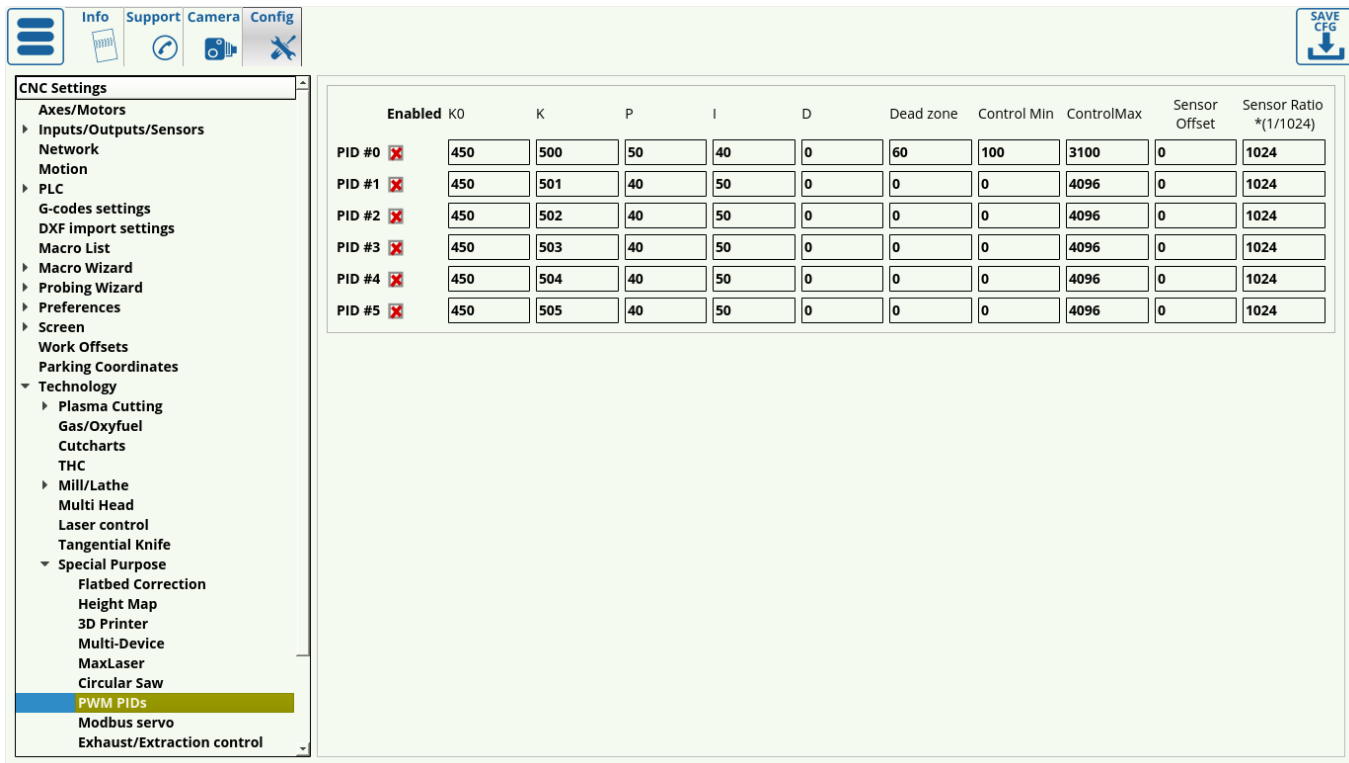 Info Support Camera Config
SAVE
CFG
CNC Settings
Axes/Motors
Inputs/Outputs/Sensors
Network
Motion
PLC
G-codes settings
DXF import settings
Macro List
Macro Wizard
Probing Wizard
Preferences
Screen
Work Offsets
Parking Coordinates
Technology
Plasma Cutting
Gas/Oxyfuel
Cutcharts
THC
Mill/Lathe
Multi Head
Laser control
Tangential Knife
Special Purpose
Flatbed Correction
Height Map
3D Printer
Multi-Device
MaxLaser
Circular Saw
PWM PIDs
Modbus servo
Exhaust/Extraction control
Enabled K0 K P I D Dead zone Control Min ControlMax Sensor Offset Sensor Ratio *(1/1024)
PID #0 450 500 50 40 0 60 100 3100 0 1024
PID #1 450 501 40 50 0 0 0 4096 0 1024
PID #2 450 502 40 50 0 0 0 4096 0 1024
PID #3 450 503 40 50 0 0 0 4096 0 1024
PID #4 450 504 40 50 0 0 0 4096 0 1024
PID #5 450 505 40 50 0 0 0 4096 0 1024